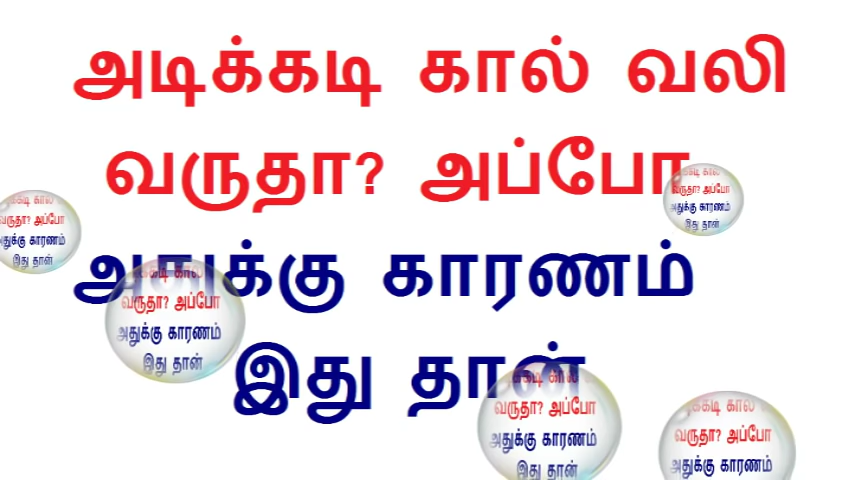 அடிக்கடி கால் வலி
வருதா? அப்போ
அதுக்கு காரணம்
இது தான்